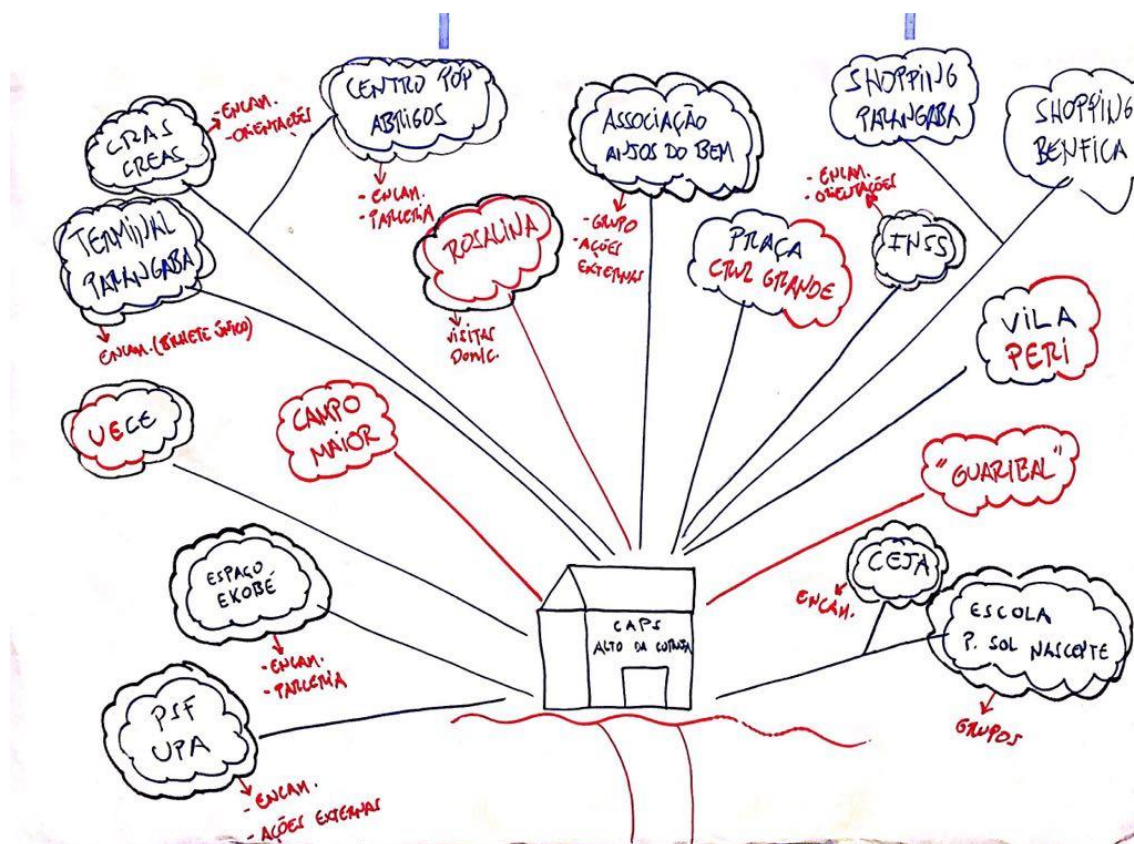 CRAS
CREAS
- ENCAM.
- ORIENTAÇÕES
CENTRO POP
ABRIGOS
- ENCAM.
- PARCERIA
ASSOCIAÇÃO
ANJOS DO BEM
- GRUPO
- AÇÕES
EXTERNAS
SHOPPING
PARANGABA
SHOPPING
BENFICA
- ENCAM.
- ORIENTAÇÕES
INSS
TERMINAL
PARANGABA
ENCAM. (BILHETE ÚNICO)
ROSALINA
VISITAS
DOMIC.
PRAÇA
CRUZ GRANDE
VILA
PERI
UECE
CAMPO
MAIOR
"GUARIBAL"
ESPAÇO
EKOBÉ
- ENCAM.
- PARCERIA
CEJA
ENCAM.
ESCOLA
P. SOL NASCENTE
GRUPOS
CAPS
ALTO DA CORUJA
PSF
UPA
- ENCAM.
- AÇÕES EXTERNAS